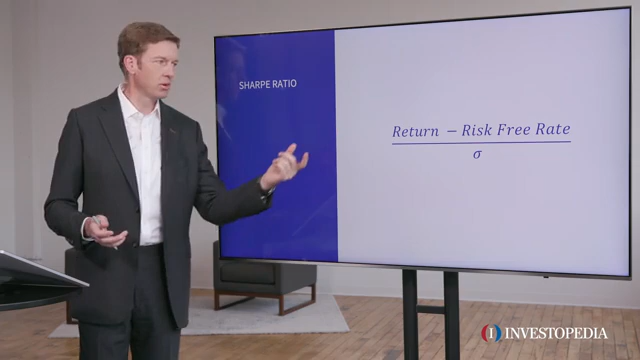 SHARPE RATIO
Return − Risk Free Rate
σ
INVESTOPEDIA